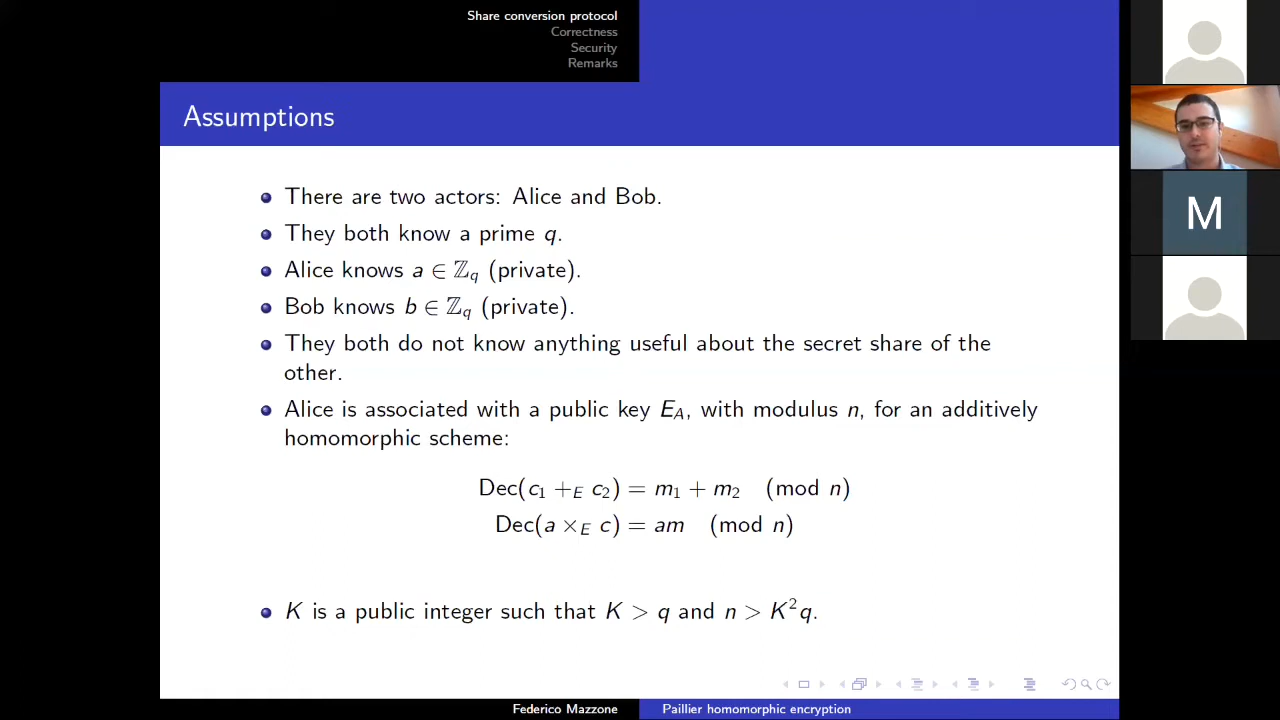 Share conversion protocol
Correctness
Security
Remarks
Assumptions
There are two actors: Alice and Bob.
They both know a prime q.
Alice knows a ∈ ℤq (private).
Bob knows b ∈ ℤq (private).
They both do not know anything useful about the secret share of the
other.
Alice is associated with a public key E_A, with modulus n, for an additively
homomorphic scheme:
Dec(c₁ +_E c₂) = m₁ + m₂ (mod n)
Dec(a ×_E c) = am (mod n)
K is a public integer such that K > q and n > K²q.
M
Federico Mazzone
Paillier homomorphic encryption